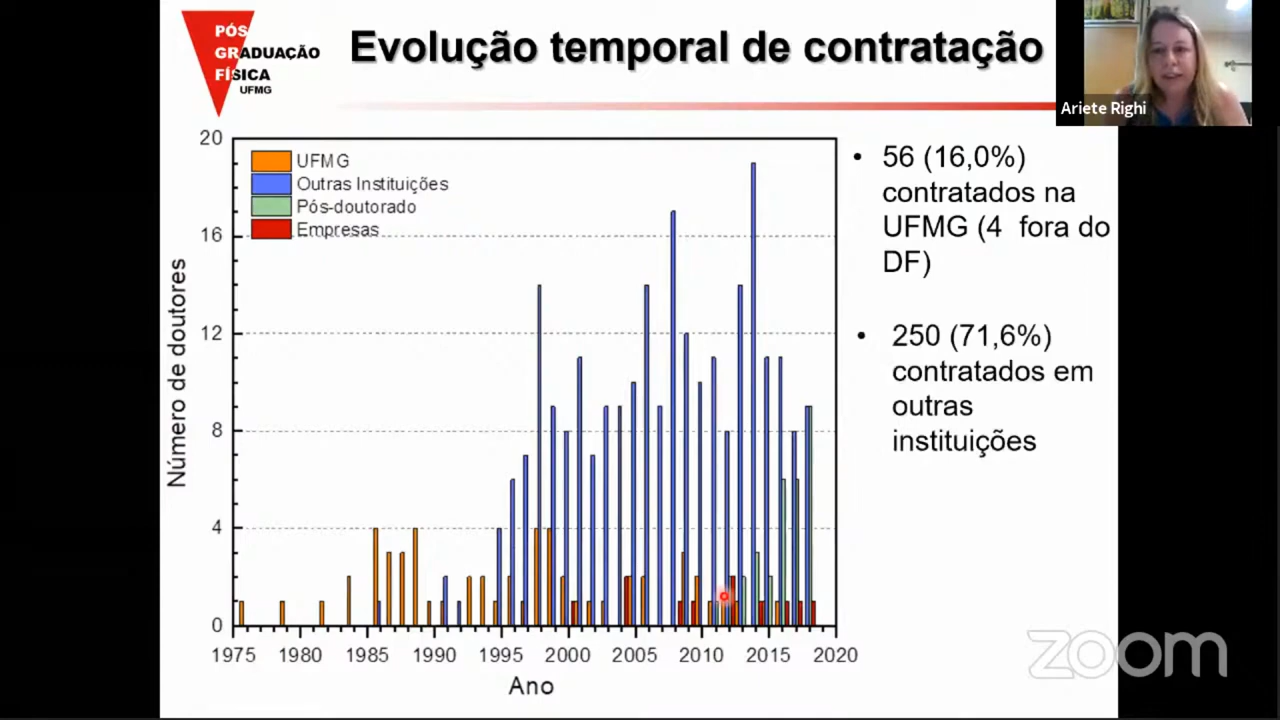 PÓS
GRADUAÇÃO
FÍSICA
UFMG
Evolução temporal de contratação
Ariete Righi
20
16
12
8
4
0
Número de doutores
UFMG
Outras Instituições
Pós-doutorado
Empresas
1975 1980 1985 1990 1995 2000 2005 2010 2015 2020
Ano
• 56 (16,0%)
contratados na
UFMG (4 fora do
DF)
• 250 (71,6%)
contratados em
outras
instituições
zoom